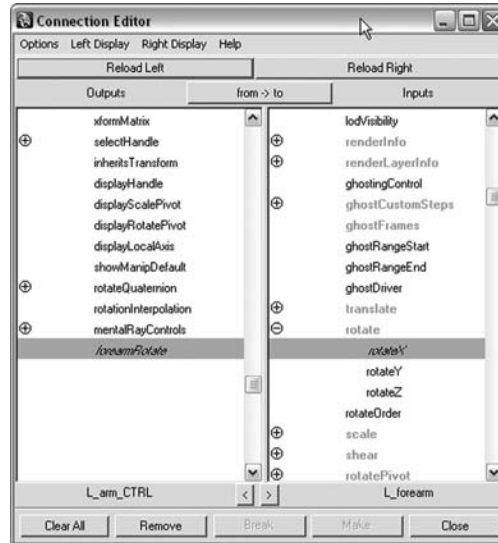 Connection Editor
Options Left Display Right Display Help
Reload Left
Reload Right
Outputs
from -> to
Inputs
xformMatrix
selectHandle
inheritsTransform
displayHandle
displayScalePivot
displayRotatePivot
displayLocalAxis
showManipDefault
rotateQuaternion
rotationInterpolation
mentalRayControls
forearmRotate
lodVisibility
renderInfo
renderLayerInfo
ghostingControl
ghostCustomSteps
ghostFrames
ghostRangeStart
ghostRangeEnd
ghostDriver
translate
rotate
rotateX
rotateY
rotateZ
rotateOrder
scale
shear
rotatePivot
L_arm_CTRL
< >
L_forearm
Clear All
Remove
Break
Make
Close